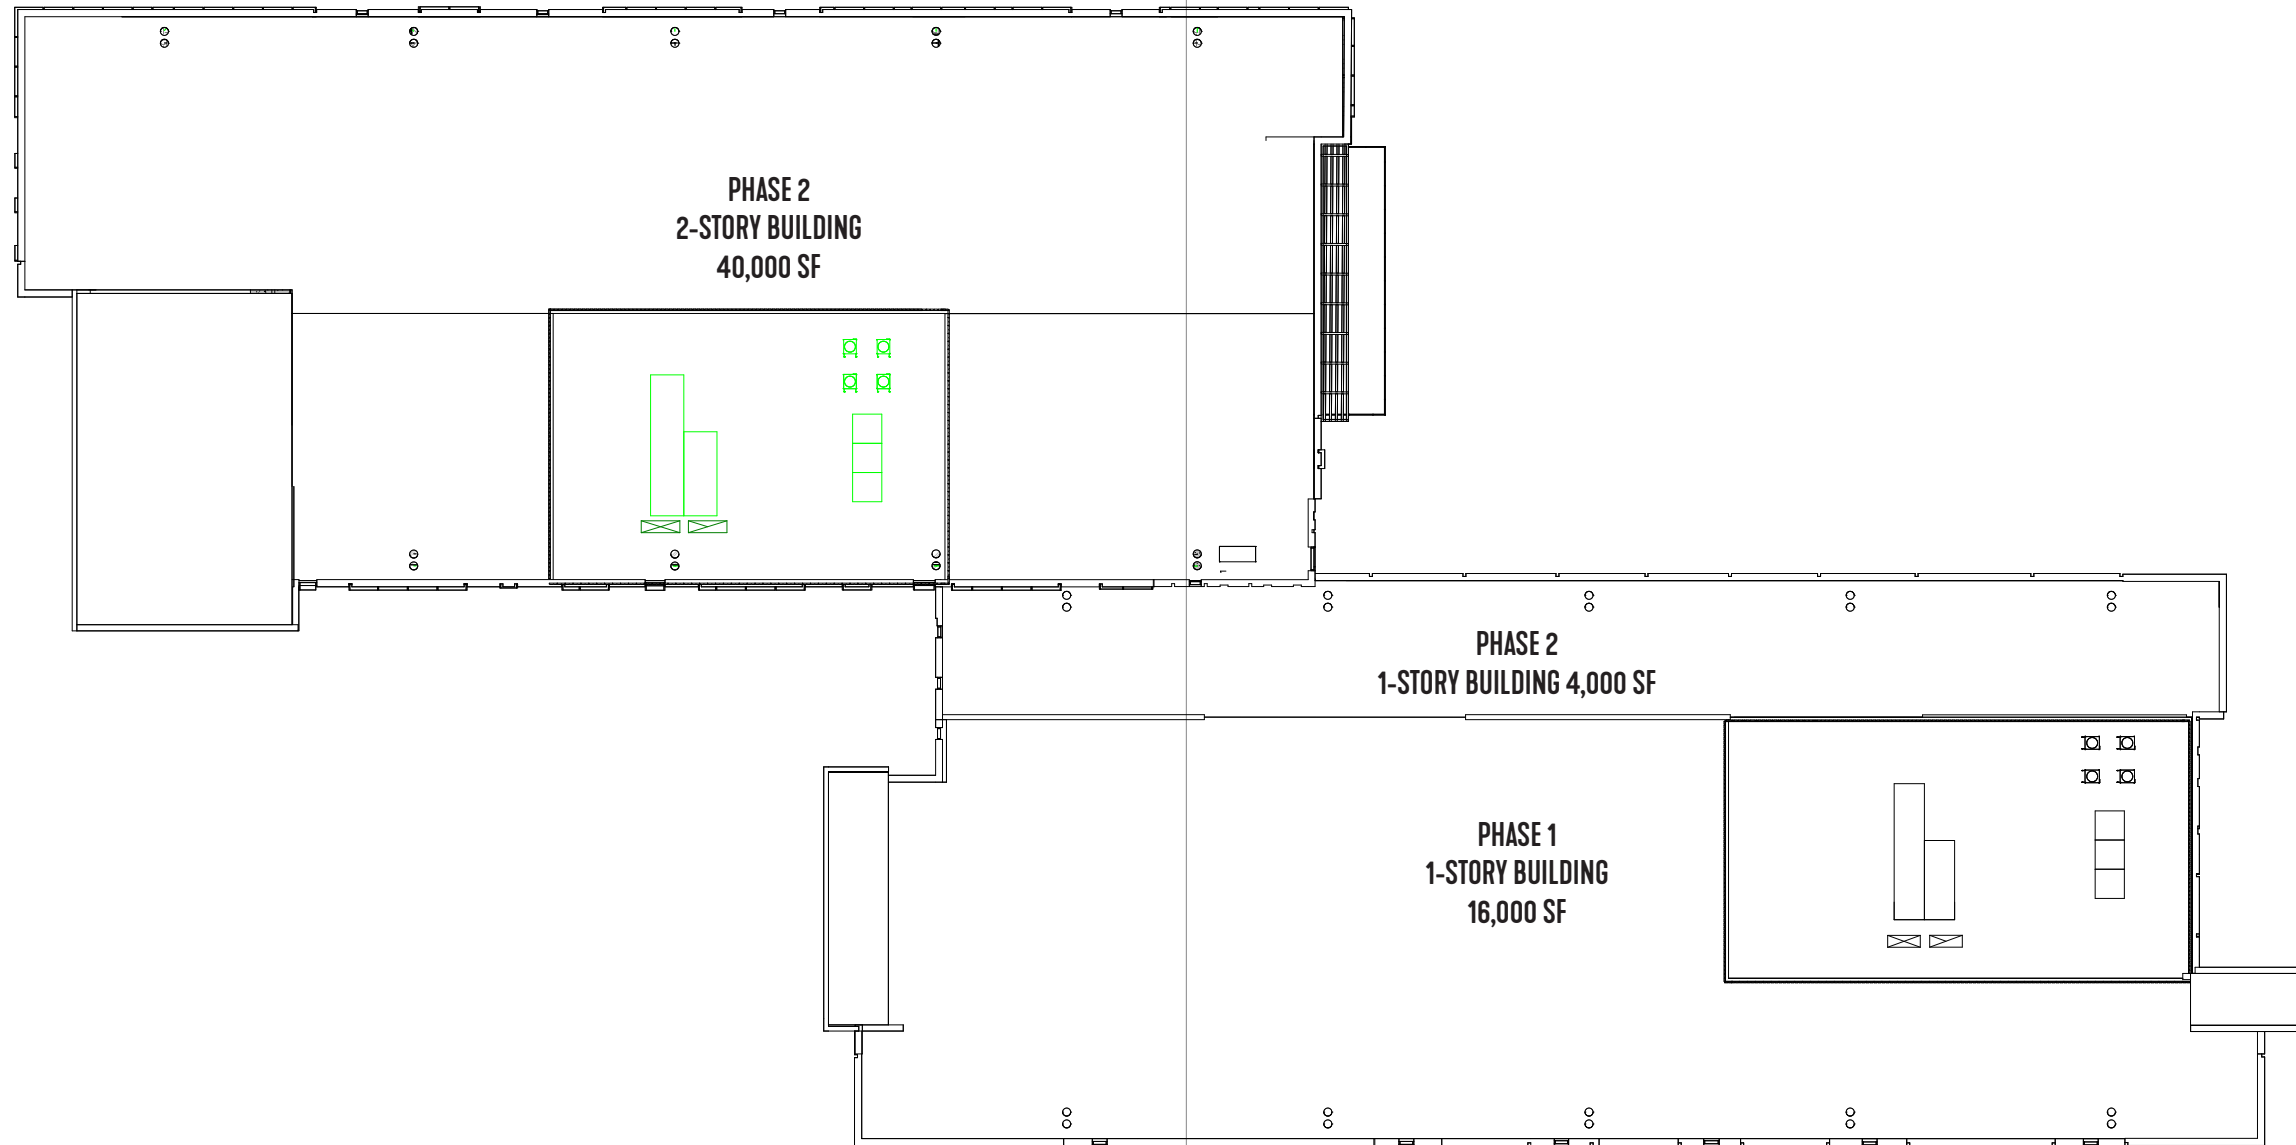 PHASE 2
2-STORY BUILDING
40,000 SF
PHASE 2
1-STORY BUILDING 4,000 SF
PHASE 1
1-STORY BUILDING
16,000 SF